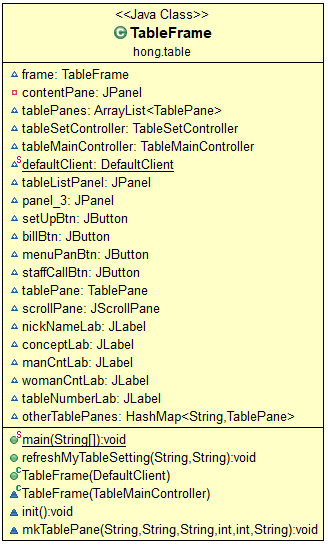 <<Java Class>>
TableFrame
hong.table
frame: TableFrame
contentPane: JPanel
tablePanes: ArrayList<TablePane>
tableSetController: TableSetController
tableMainController: TableMainController
defaultClient: DefaultClient
tableListPanel: JPanel
panel_3: JPanel
setUpBtn: JButton
billBtn: JButton
menuPanBtn: JButton
staffCallBtn: JButton
tablePane: TablePane
scrollPane: JScrollPane
nickNameLab: JLabel
conceptLab: JLabel
manCntLab: JLabel
womanCntLab: JLabel
tableNumberLab: JLabel
otherTablePanes: HashMap<String,TablePane>
main(String[]):void
refreshMyTableSetting(String,String):void
TableFrame(DefaultClient)
TableFrame(TableMainController)
init():void
mkTablePane(String,String,String,int,int,String):void